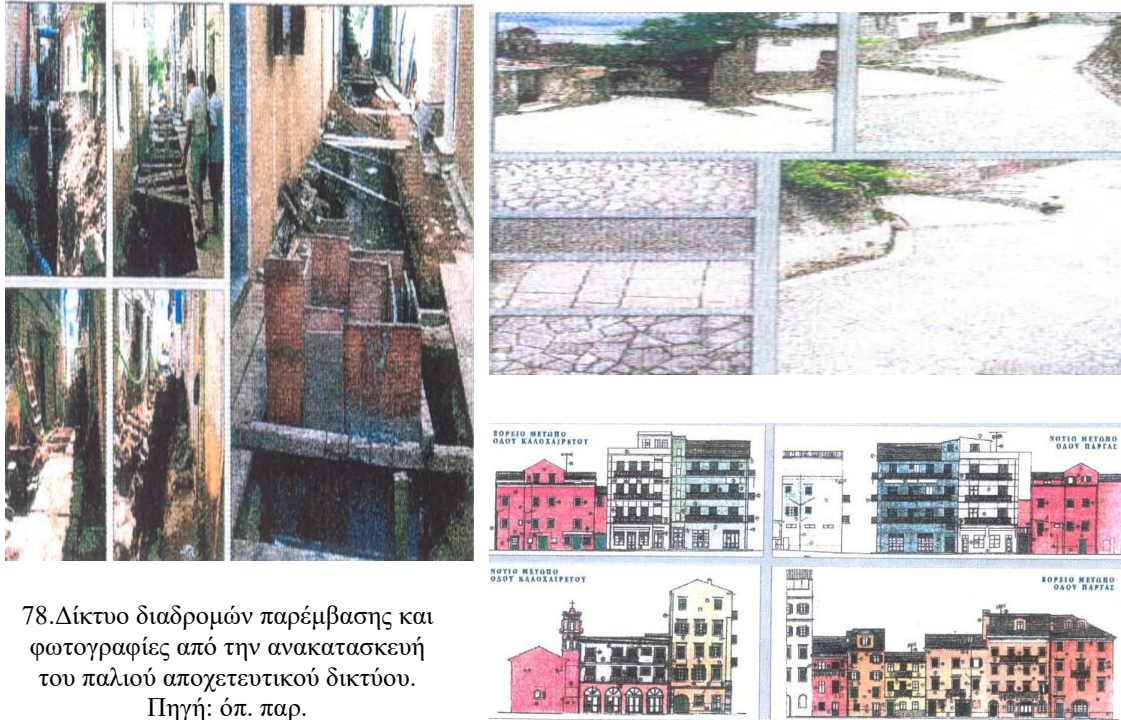 ΒΟΡΕΙΟ ΜΕΤΩΠΟ
ΟΔΟΥ ΚΑΛΟΧΑΙΡΕΤΟΥ
ΝΟΤΙΟ ΜΕΤΩΠΟ
ΟΔΟΥ ΠΑΡΓΑΣ
ΝΟΤΙΟ ΜΕΤΩΠΟ
ΟΔΟΥ ΚΑΛΟΧΑΙΡΕΤΟΥ
ΒΟΡΕΙΟ ΜΕΤΩΠΟ
ΟΔΟΥ ΠΑΡΓΑΣ
78.Δίκτυο διαδρομών παρέμβασης και
φωτογραφίες από την ανακατασκευή
του παλιού αποχετευτικού δικτύου.
Πηγή: όπ. παρ.